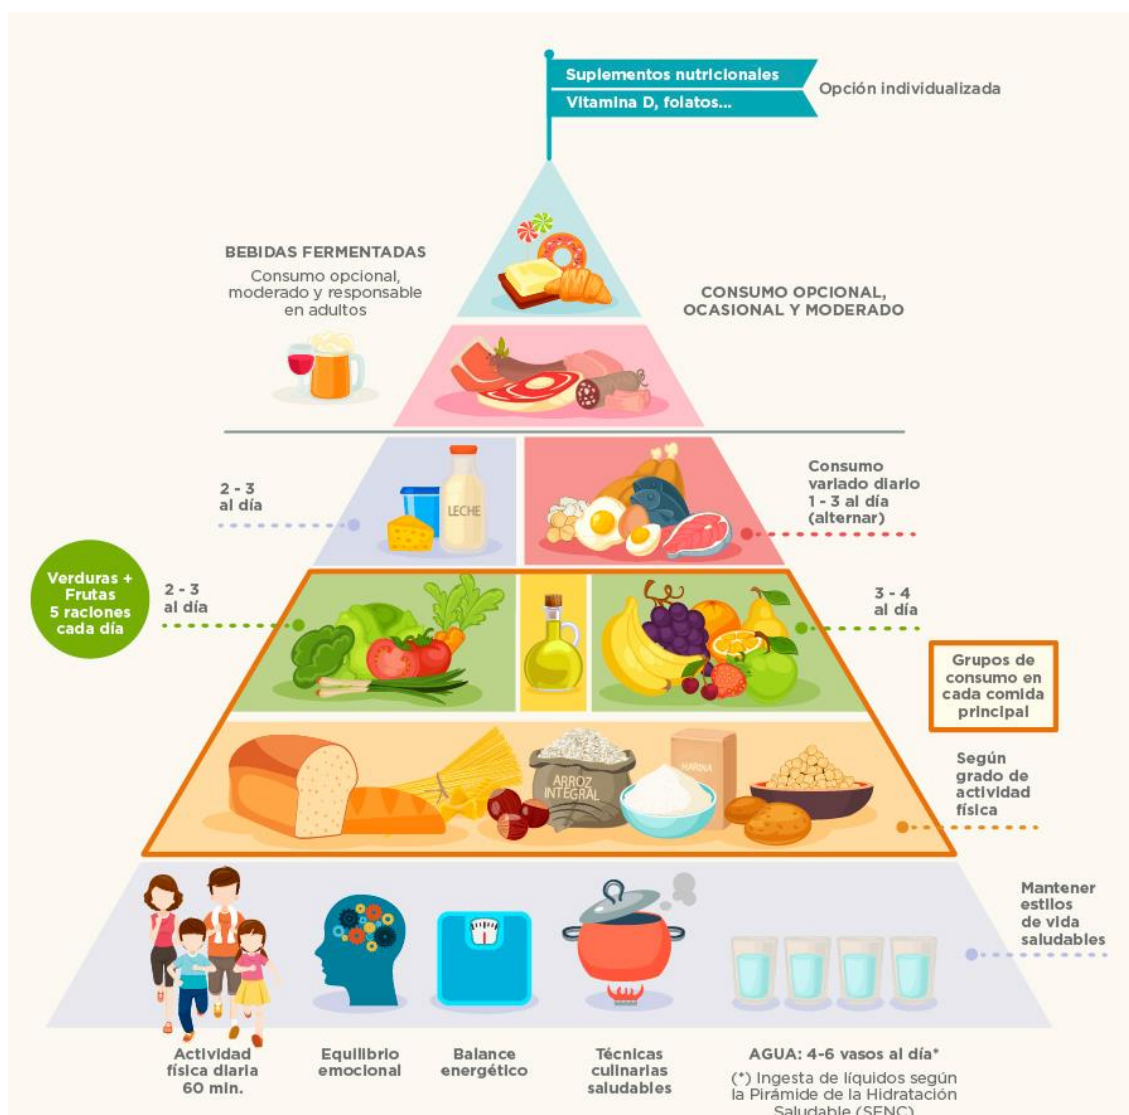 Suplementos nutricionales
Vitamina D, folatos...
Opción individualizada
BEBIDAS FERMENTADAS
Consumo opcional,
moderado y responsable
en adultos
CONSUMO OPCIONAL,
OCASIONAL Y MODERADO
2 - 3
al día
LECHE
Consumo
variado diario
1 - 3 al día
(alternar)
Verduras +
Frutas
5 raciones
cada día
2 - 3
al día
3 - 4
al día
Grupos de
consumo en
cada comida
principal
ARROZ
INTEGRAL
HARINA
Según
grado de
actividad
física
Mantener
estilos
de vida
saludables
Actividad
física diaria
60 min.
Equilibrio
emocional
Balance
energético
Técnicas
culinarias
saludables
AGUA: 4-6 vasos al día*
(*) Ingesta de líquidos según
la Pirámide de la Hidratación
Saludable (SENC)